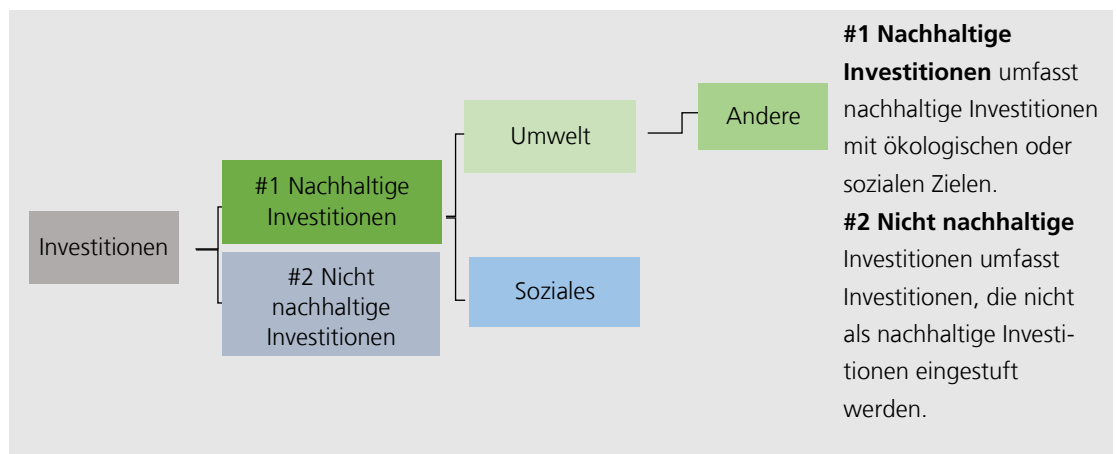 Investitionen
#1 Nachhaltige
Investitionen
#2 Nicht
nachhaltige
Investitionen
Umwelt
Soziales
Andere
#1 Nachhaltige
Investitionen umfasst
nachhaltige Investitionen
mit ökologischen oder
sozialen Zielen.
#2 Nicht nachhaltige
Investitionen umfasst
Investitionen, die nicht
als nachhaltige Investi-
tionen eingestuft
werden.